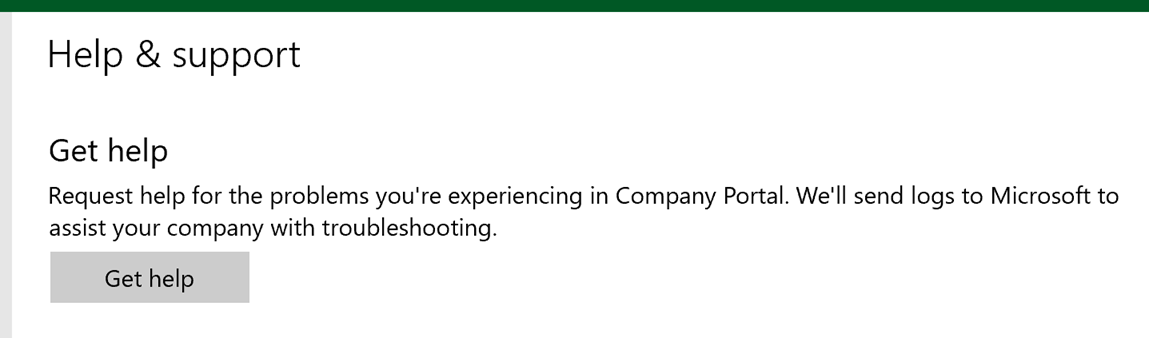 Help & support
Get help
Request help for the problems you're experiencing in Company Portal. We'll send logs to Microsoft to
assist your company with troubleshooting.
Get help